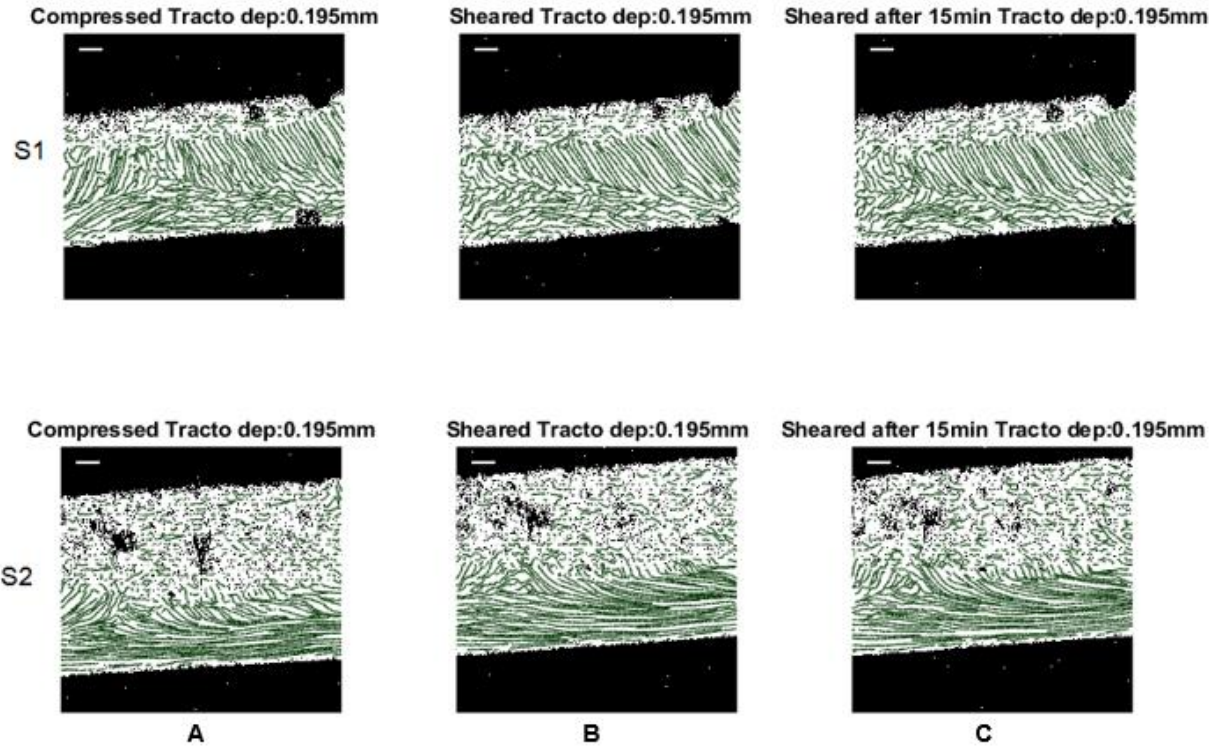 Compressed Tracto dep:0.195mm
Sheared Tracto dep:0.195mm
Sheared after 15min Tracto dep:0.195mm
S1
Compressed Tracto dep:0.195mm
Sheared Tracto dep:0.195mm
Sheared after 15min Tracto dep:0.195mm
S2
A
B
C